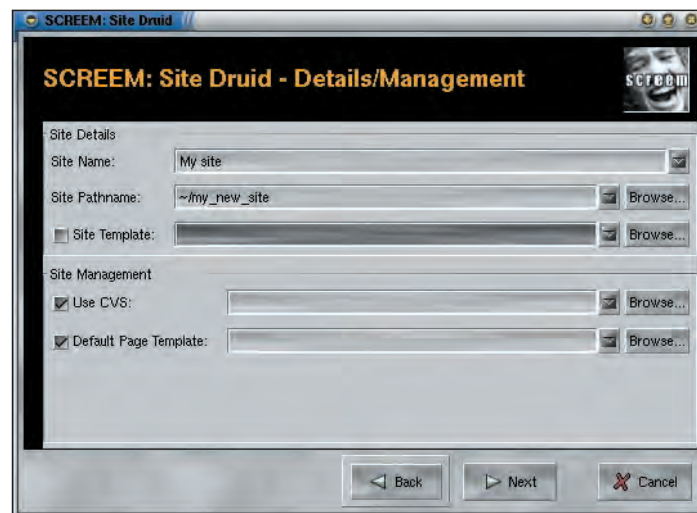 SCREEM: Site Druid
SCREEM: Site Druid - Details/Management
screem
Site Details
Site Name: My site
Site Pathname: ~/my_new_site Browse...
Site Template: Browse...
Site Management
Use CVS: Browse...
Default Page Template: Browse...
Back Next Cancel